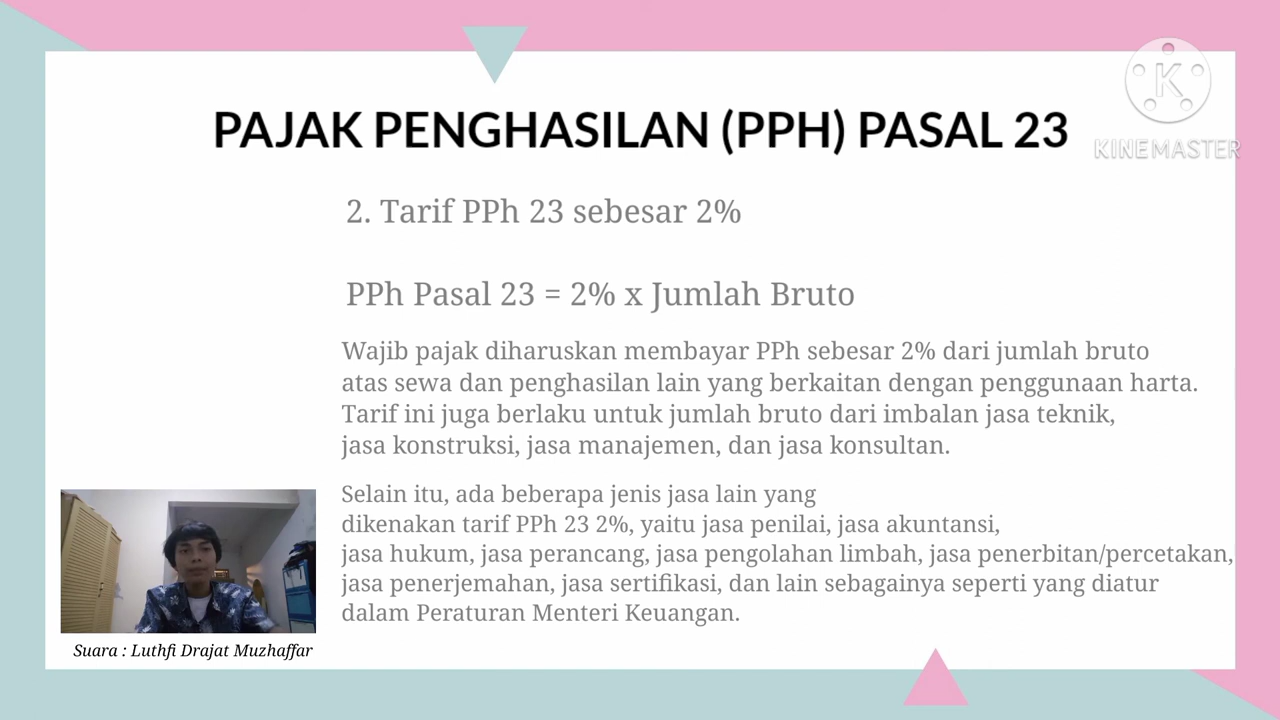 KINEMASTER
PAJAK PENGHASILAN (PPH) PASAL 23
2. Tarif PPh 23 sebesar 2%
PPh Pasal 23 = 2% x Jumlah Bruto
Wajib pajak diharuskan membayar PPh sebesar 2% dari jumlah bruto
atas sewa dan penghasilan lain yang berkaitan dengan penggunaan harta.
Tarif ini juga berlaku untuk jumlah bruto dari imbalan jasa teknik,
jasa konstruksi, jasa manajemen, dan jasa konsultan.
Selain itu, ada beberapa jenis jasa lain yang
dikenakan tarif PPh 23 2%, yaitu jasa penilai, jasa akuntansi,
jasa hukum, jasa perancang, jasa pengolahan limbah, jasa penerbitan/percetakan,
jasa penerjemahan, jasa sertifikasi, dan lain sebagainya seperti yang diatur
dalam Peraturan Menteri Keuangan.
Suara : Luthfi Drajat Muzhaffar